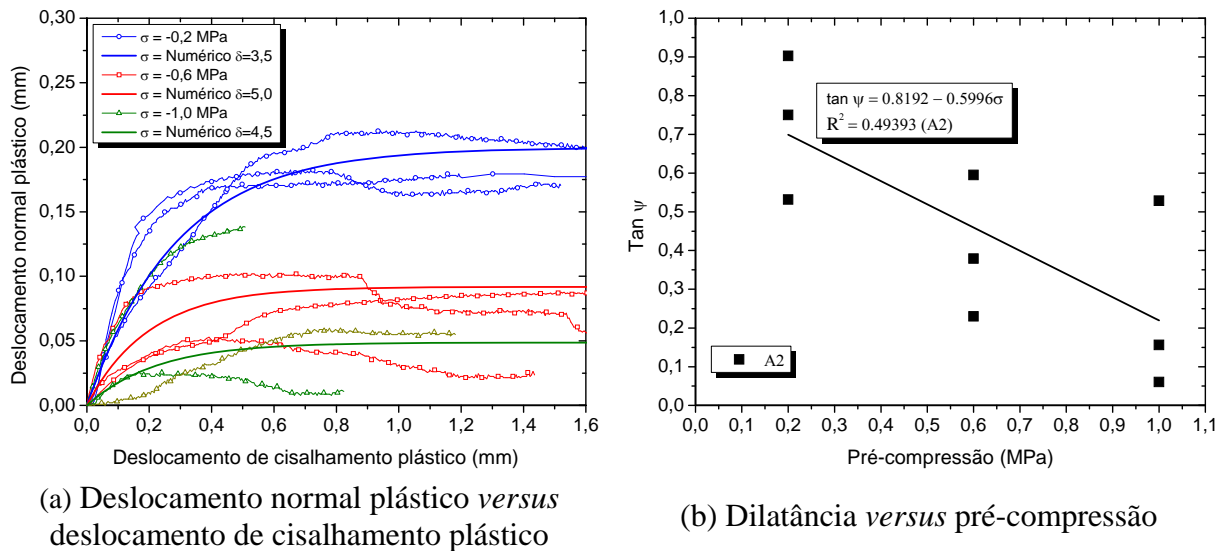 0,30
0,25
0,20
0,15
0,10
0,05
0,00
Deslocamento normal plástico (mm)
σ = -0,2 MPa
σ = Numérico δ=3,5
σ = -0,6 MPa
σ = Numérico δ=5,0
σ = -1,0 MPa
σ = Numérico δ=4,5
0,0 0,2 0,4 0,6 0,8 1,0 1,2 1,4 1,6
Deslocamento de cisalhamento plástico (mm)
(a) Deslocamento normal plástico versus
deslocamento de cisalhamento plástico
1,0
0,9
0,8
0,7
0,6
0,5
0,4
0,3
0,2
0,1
0,0
Tan ψ
tan ψ = 0.8192 – 0.5996σ
R² = 0.49393 (A2)
A2
0,0 0,1 0,2 0,3 0,4 0,5 0,6 0,7 0,8 0,9 1,0 1,1
Pré-compressão (MPa)
(b) Dilatância versus pré-compressão